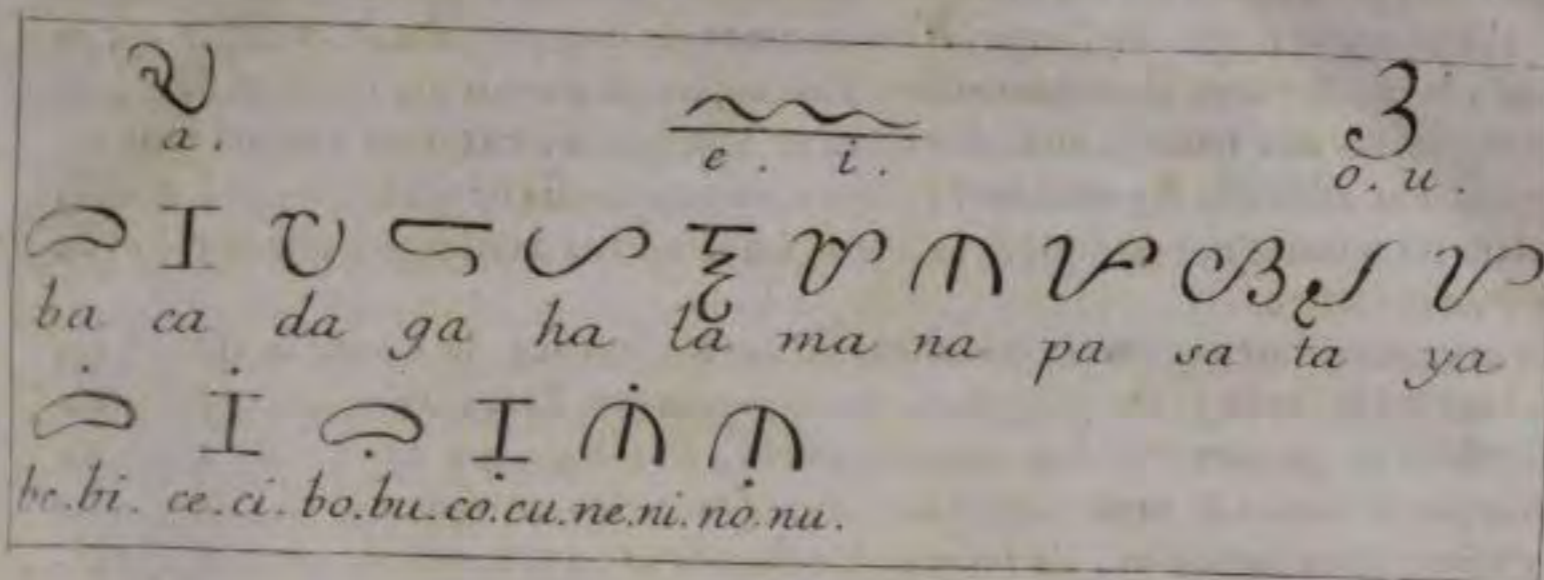 ᜀ ᜁ ᜂ
a. e. i. o. u.
ᜊ ᜃ ᜇ ᜄ ᜑ ᜎ ᜋ ᜈ ᜉ ᜐ ᜆ ᜌ
ba ca da ga ha la ma na pa sa ta ya
ᜊᜒ ᜃᜒ ᜊᜓ ᜃᜓ ᜈᜒ ᜈᜓ
be.bi. ce.ci. bo.bu.co.cu.ne.ni.no.nu.